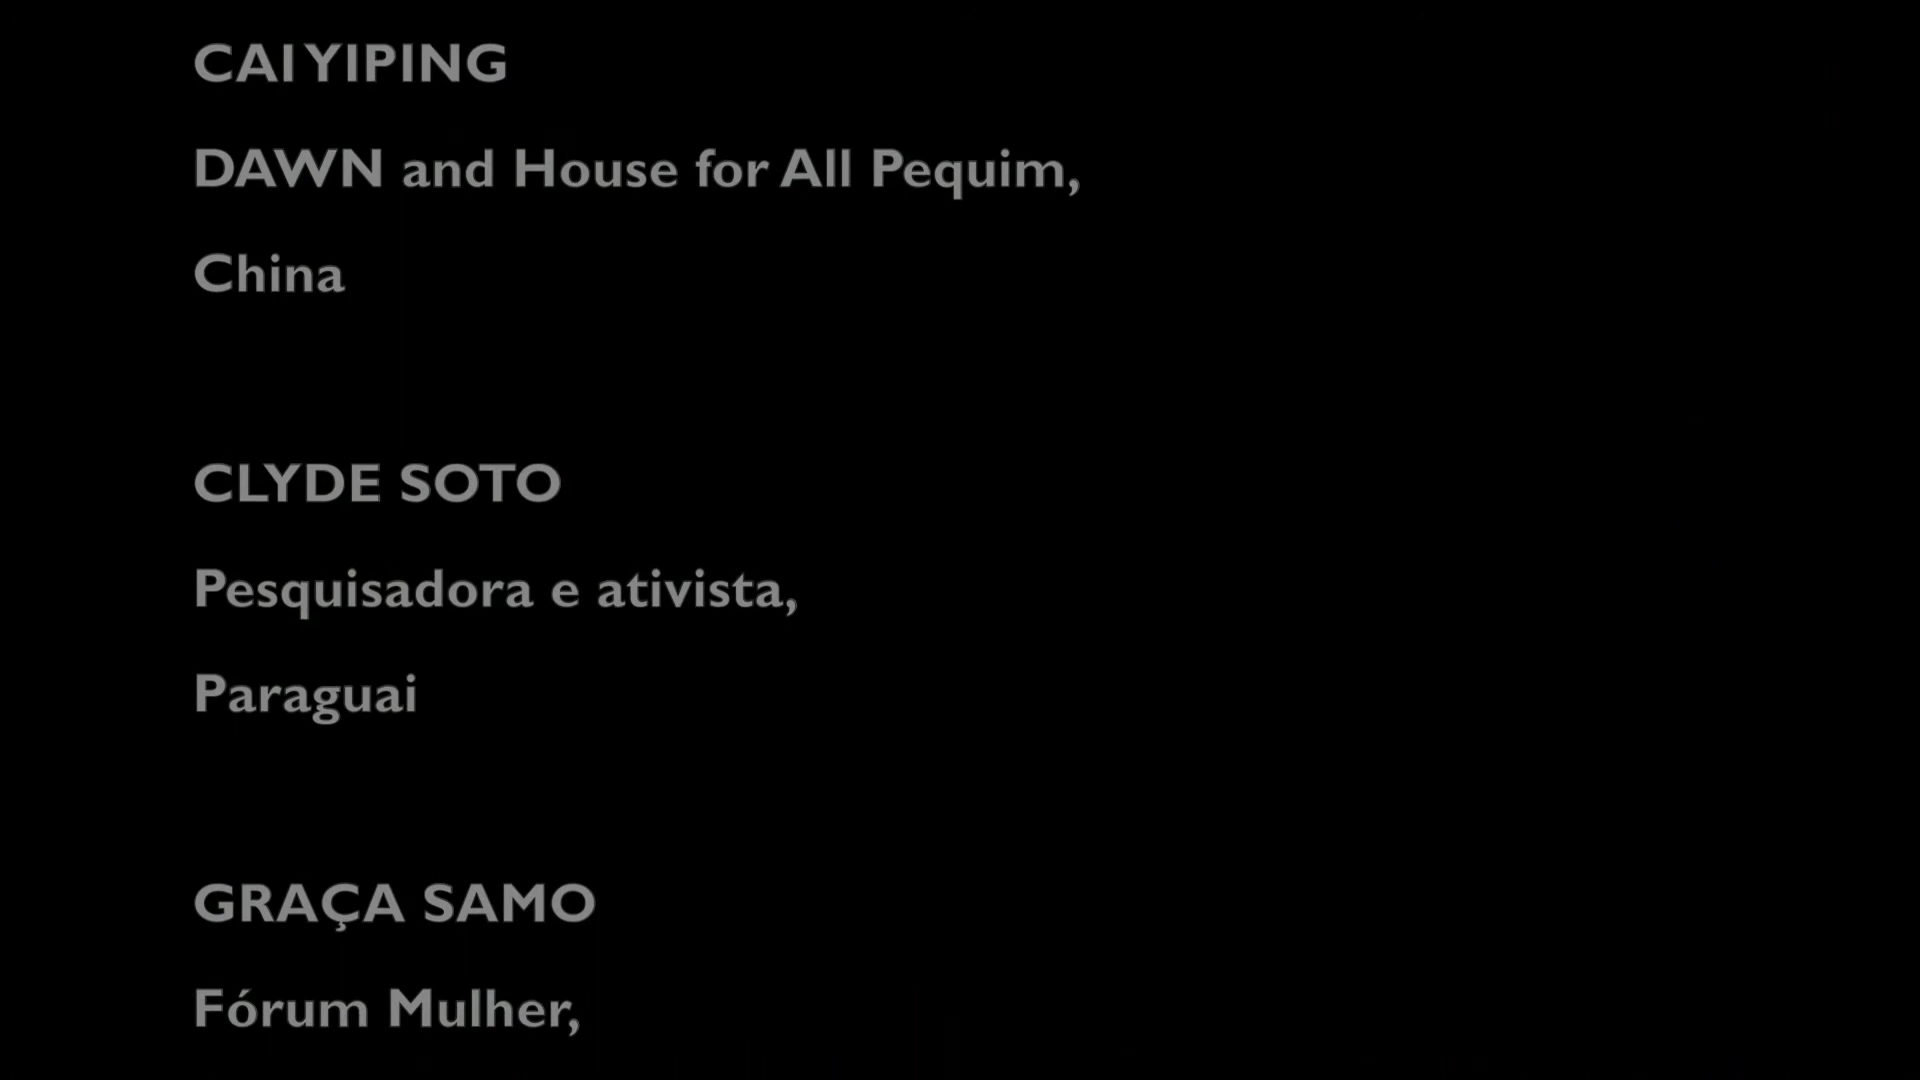 CAI YIPING
DAWN and House for All Pequim,
China
CLYDE SOTO
Pesquisadora e ativista,
Paraguai
GRAÇA SAMO
Fórum Mulher,